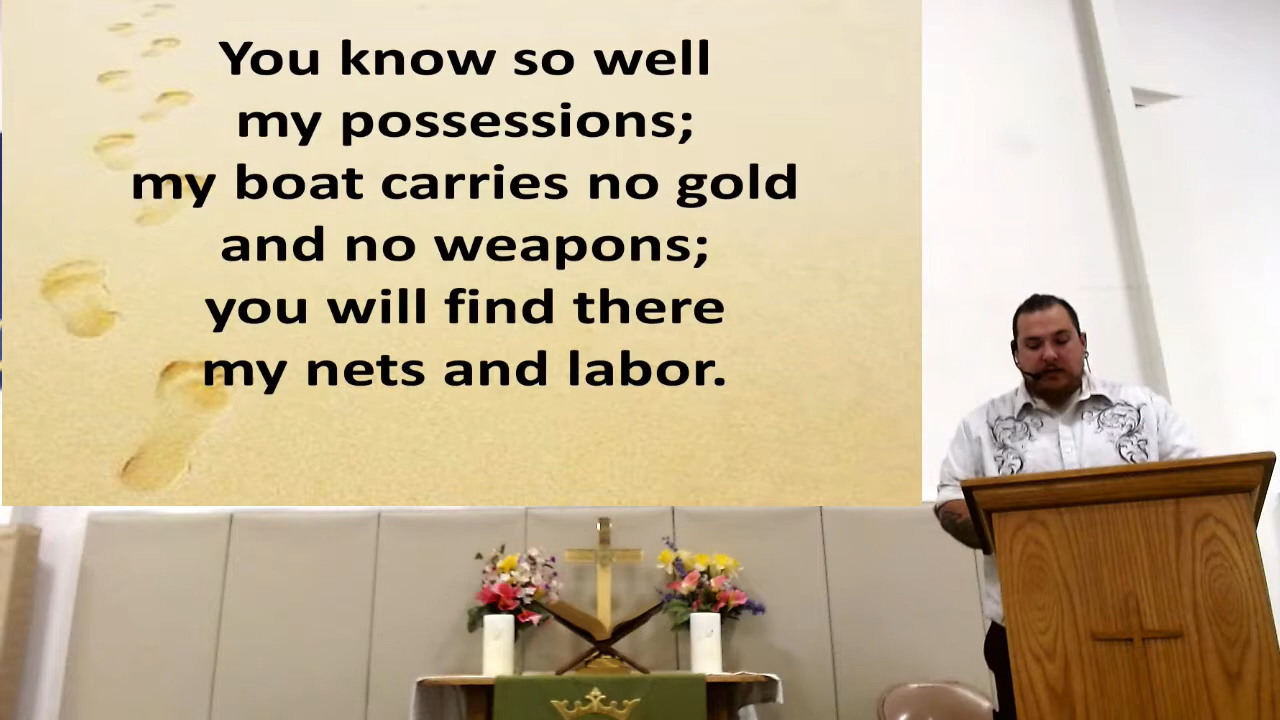 You know so well
my possessions;
my boat carries no gold
and no weapons;
you will find there
my nets and labor.